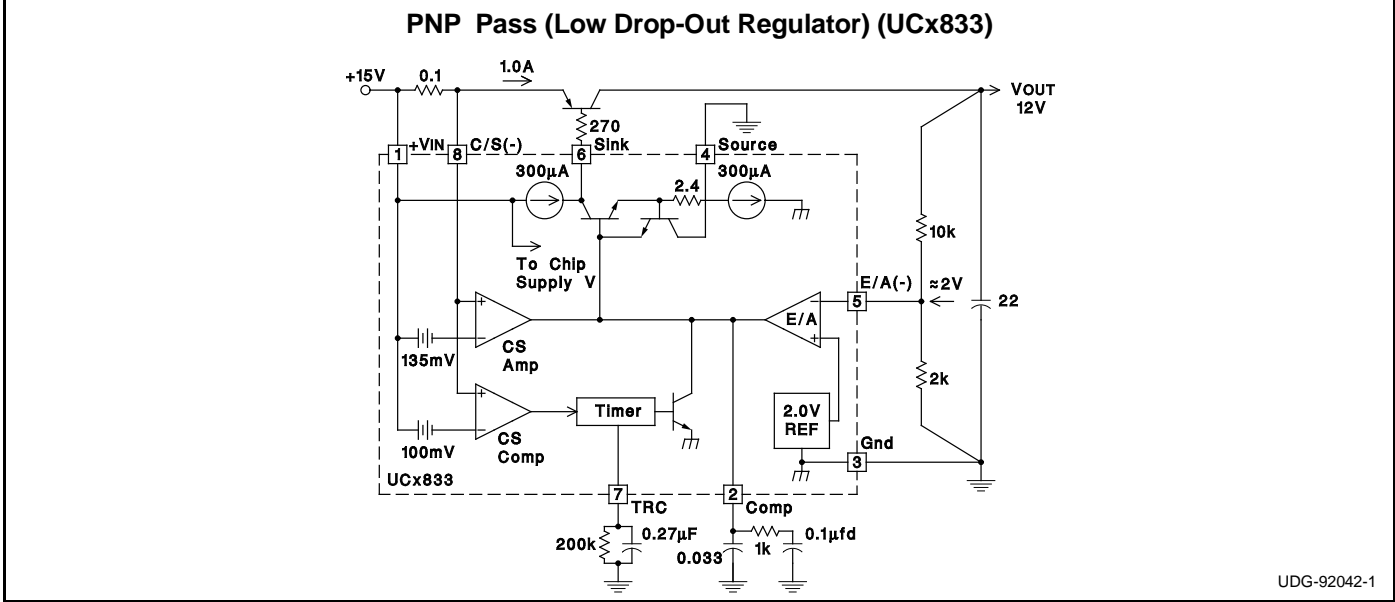 PNP Pass (Low Drop-Out Regulator) (UCx833)
+15V
0.1
1.0A
VOUT
12V
270
1
+VIN
8
C/S(-)
6
Sink
4
Source
300µA
2.4
300µA
To Chip
Supply V
10k
E/A(-)
≈2V
5
22
+
−
CS
Amp
135mV
E/A
−
+
2k
+
−
CS
Comp
100mV
Timer
2.0V
REF
Gnd
3
UCx833
7
TRC
2
Comp
200k
0.27µF
0.033
1k
0.1µfd
UDG-92042-1